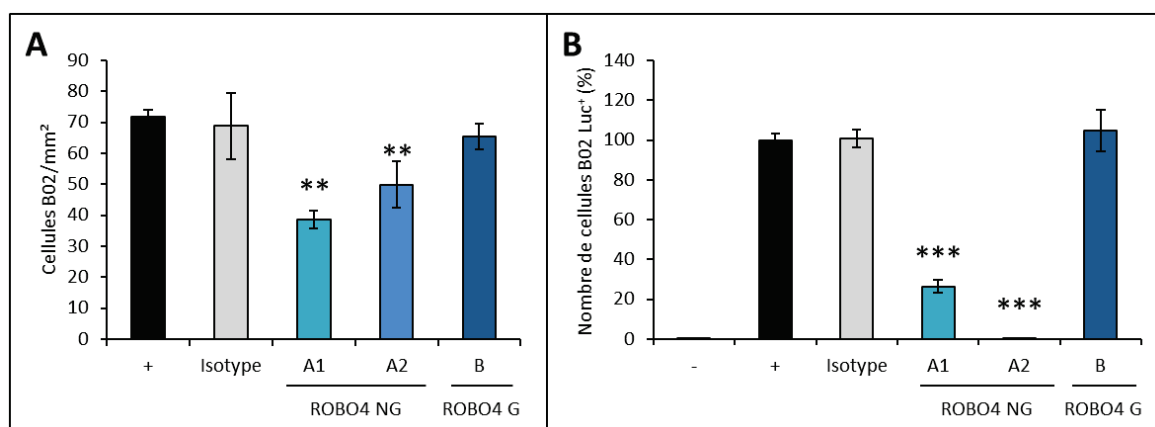 A
Cellules B02/mm²
90
80
70
60
50
40
30
20
10
0
**
**
+ Isotype A1 A2 B
ROBO4 NG ROBO4 G
B
Nombre de cellules B02 Luc⁺ (%)
140
120
100
80
60
40
20
0
***
***
- + Isotype A1 A2 B
ROBO4 NG ROBO4 G